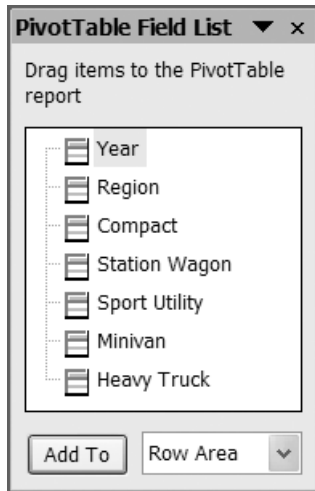 PivotTable Field List
Drag items to the PivotTable
report
Year
Region
Compact
Station Wagon
Sport Utility
Minivan
Heavy Truck
Add To Row Area